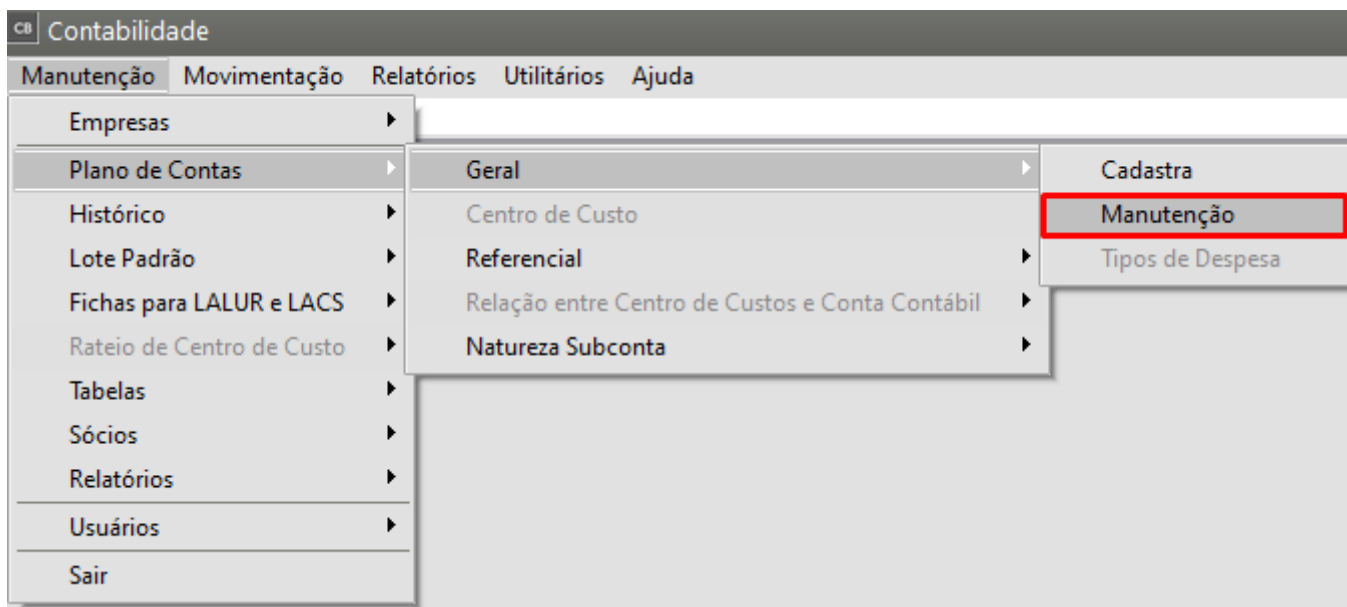 CB Contabilidade
Manutenção Movimentação Relatórios Utilitários Ajuda
Empresas
Plano de Contas Geral Cadastra
Histórico Centro de Custo Manutenção
Lote Padrão Referencial Tipos de Despesa
Fichas para LALUR e LACS Relação entre Centro de Custos e Conta Contábil
Rateio de Centro de Custo Natureza Subconta
Tabelas
Sócios
Relatórios
Usuários
Sair